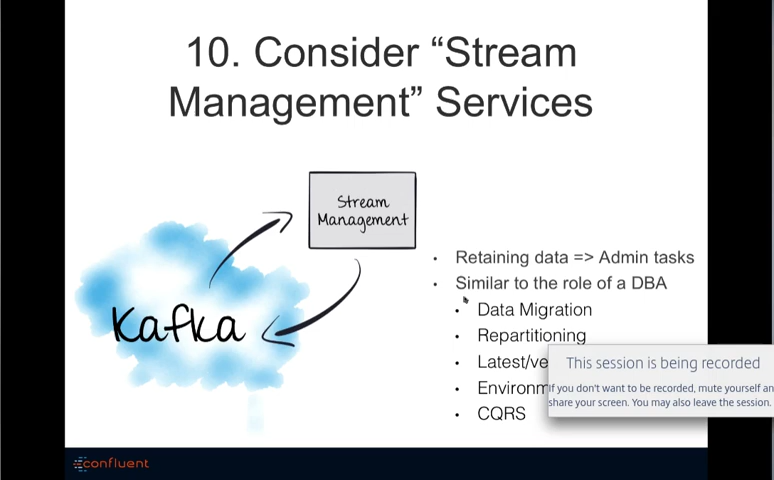 10. Consider “Stream
Management” Services
Stream
Management
Kafka
• Retaining data => Admin tasks
• Similar to the role of a DBA
• Data Migration
• Repartitioning
• Latest/ve
• Environm
• CQRS
This session is being recorded
If you don't want to be recorded, mute yourself an
share your screen. You may also leave the session.
confluent